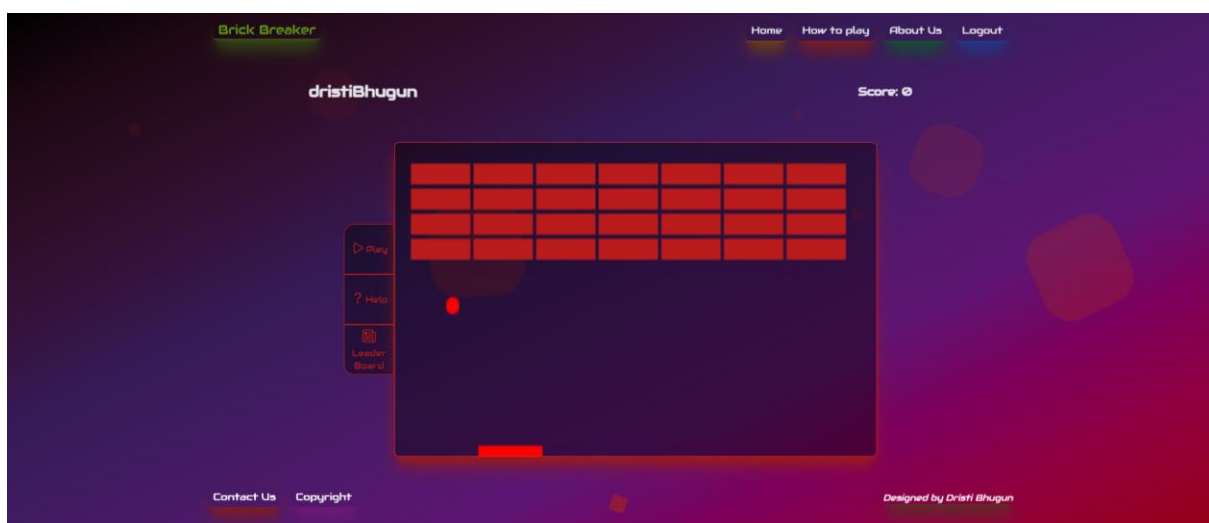 Brick Breaker
Home How to play About Us Logout
dristiBhugun
Score: 0
Play
? Help
Leader
Board
Contact Us Copyright
Designed by Dristi Bhugun